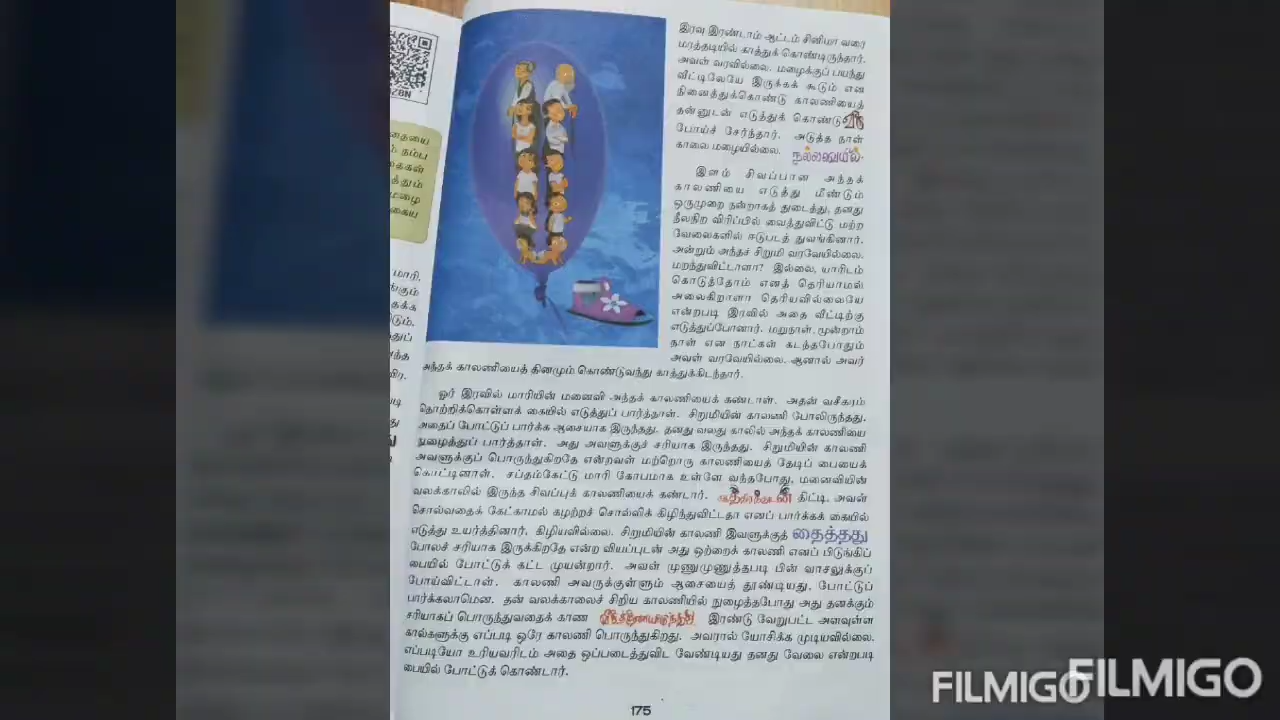 இரவு இரண்டாம் ஆட்டம் சினிமா வரை
மரத்தடியில் காத்துக் கொண்டிருந்தார்.
அவள் வரவில்லை. மழைக்குப் பயந்து
வீட்டிலேயே இருக்கக் கூடும் என
நினைத்துக்கொண்டு காலணியைத்
தன்னுடன் எடுத்துக் கொண்டு
போய்ச் சேர்ந்தார். அடுத்த நாள்
காலை மழையில்லை.
இளம் சிவப்பான அந்தக்
காலணியை எடுத்து மீண்டும்
ஒருமுறை நன்றாகத் துடைத்து, தனது
நீலநிற விரிப்பில் வைத்துவிட்டு மற்ற
வேலைகளில் ஈடுபடத் துவங்கினார்.
அன்றும் அந்தச் சிறுமி வரவேயில்லை.
மறந்துவிட்டாளா? இல்லை, யாரிடம்
கொடுத்தோம் எனத் தெரியாமல்
அலைகிறாளா தெரியவில்லையே
என்றபடி இரவில் அதை வீட்டிற்கு
எடுத்துப்போனார். மறுநாள், மூன்றாம்
நாள் என நாட்கள் கடந்தபோதும்
அவள் வரவேயில்லை. ஆனால் அவர்
அந்தக் காலணியைத் தினமும் கொண்டுவந்து காத்துக்கிடந்தார்.
ஓர் இரவில் மாரியின் மனைவி அந்தக் காலணியைக் கண்டாள். அதன் வசீகரம்
தொற்றிக்கொள்ளக் கையில் எடுத்துப் பார்த்தாள். சிறுமியின் காலணி போலிருந்தது.
அதைப் போட்டுப் பார்க்க ஆசையாக இருந்தது. தனது வலது காலில் அந்தக் காலணியை
நுழைத்துப் பார்த்தாள். அது அவளுக்குச் சரியாக இருந்தது. சிறுமியின் காலணி
அவளுக்குப் பொருந்துகிறதே என்றவள் மற்றொரு காலணியைத் தேடிப் பையைக்
கொட்டினாள். சப்தம்கேட்டு மாரி கோபமாக உள்ளே வந்தபோது, மனைவியின்
வலக்காலில் இருந்த சிவப்புக் காலணியைக் கண்டார். திட்டி, அவள்
சொல்வதைக் கேட்காமல் கழற்றச் சொல்லிக் கிழிந்துவிட்டதா எனப் பார்க்கக் கையில்
எடுத்து உயர்த்தினார். கிழியவில்லை. சிறுமியின் காலணி இவளுக்குத் தைத்தது
போலச் சரியாக இருக்கிறதே என்ற வியப்புடன் அது ஒற்றைக் காலணி எனப் பிடுங்கிப்
பையில் போட்டுக் கட்ட முயன்றார். அவள் முணுமுணுத்தபடி பின் வாசலுக்குப்
போய்விட்டாள். காலணி அவருக்குள்ளும் ஆசையைத் தூண்டியது, போட்டுப்
பார்க்கலாமென. தன் வலக்காலைச் சிறிய காலணியில் நுழைத்தபோது அது தனக்கும்
சரியாகப் பொருந்துவதைக் காண இரண்டு வேறுபட்ட அளவுள்ள
கால்களுக்கு எப்படி ஒரே காலணி பொருந்துகிறது. அவரால் யோசிக்க முடியவில்லை.
எப்படியோ உரியவரிடம் அதை ஒப்படைத்துவிட வேண்டியது தனது வேலை என்றபடி
பையில் போட்டுக் கொண்டார்.
175
FILMIGO
FILMIGO